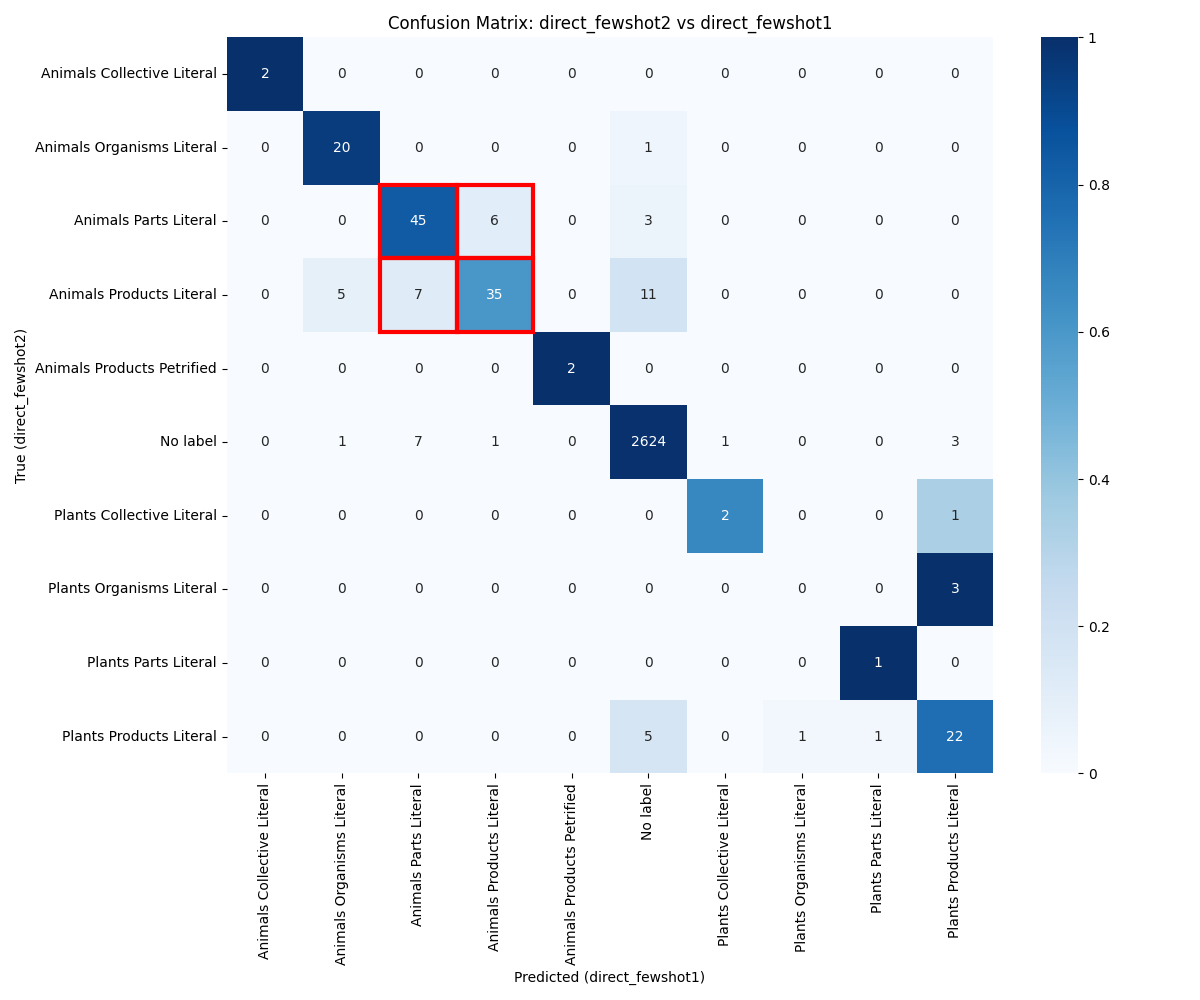 Confusion Matrix: direct_fewshot2 vs direct_fewshot1
Animals Collective Literal 2 0 0 0 0 0 0 0 0 0
Animals Organisms Literal 0 20 0 0 0 1 0 0 0 0
Animals Parts Literal 0 0 45 6 0 3 0 0 0 0
Animals Products Literal 0 5 7 35 0 11 0 0 0 0
Animals Products Petrified 0 0 0 0 2 0 0 0 0 0
No label 0 1 7 1 0 2624 1 0 0 3
Plants Collective Literal 0 0 0 0 0 0 2 0 0 1
Plants Organisms Literal 0 0 0 0 0 0 0 0 0 3
Plants Parts Literal 0 0 0 0 0 0 0 0 1 0
Plants Products Literal 0 0 0 0 0 5 0 1 1 22
True (direct_fewshot2)
Animals Collective Literal
Animals Organisms Literal
Animals Parts Literal
Animals Products Literal
Animals Products Petrified
No label
Plants Collective Literal
Plants Organisms Literal
Plants Parts Literal
Plants Products Literal
Predicted (direct_fewshot1)
1
0.8
0.6
0.4
0.2
0